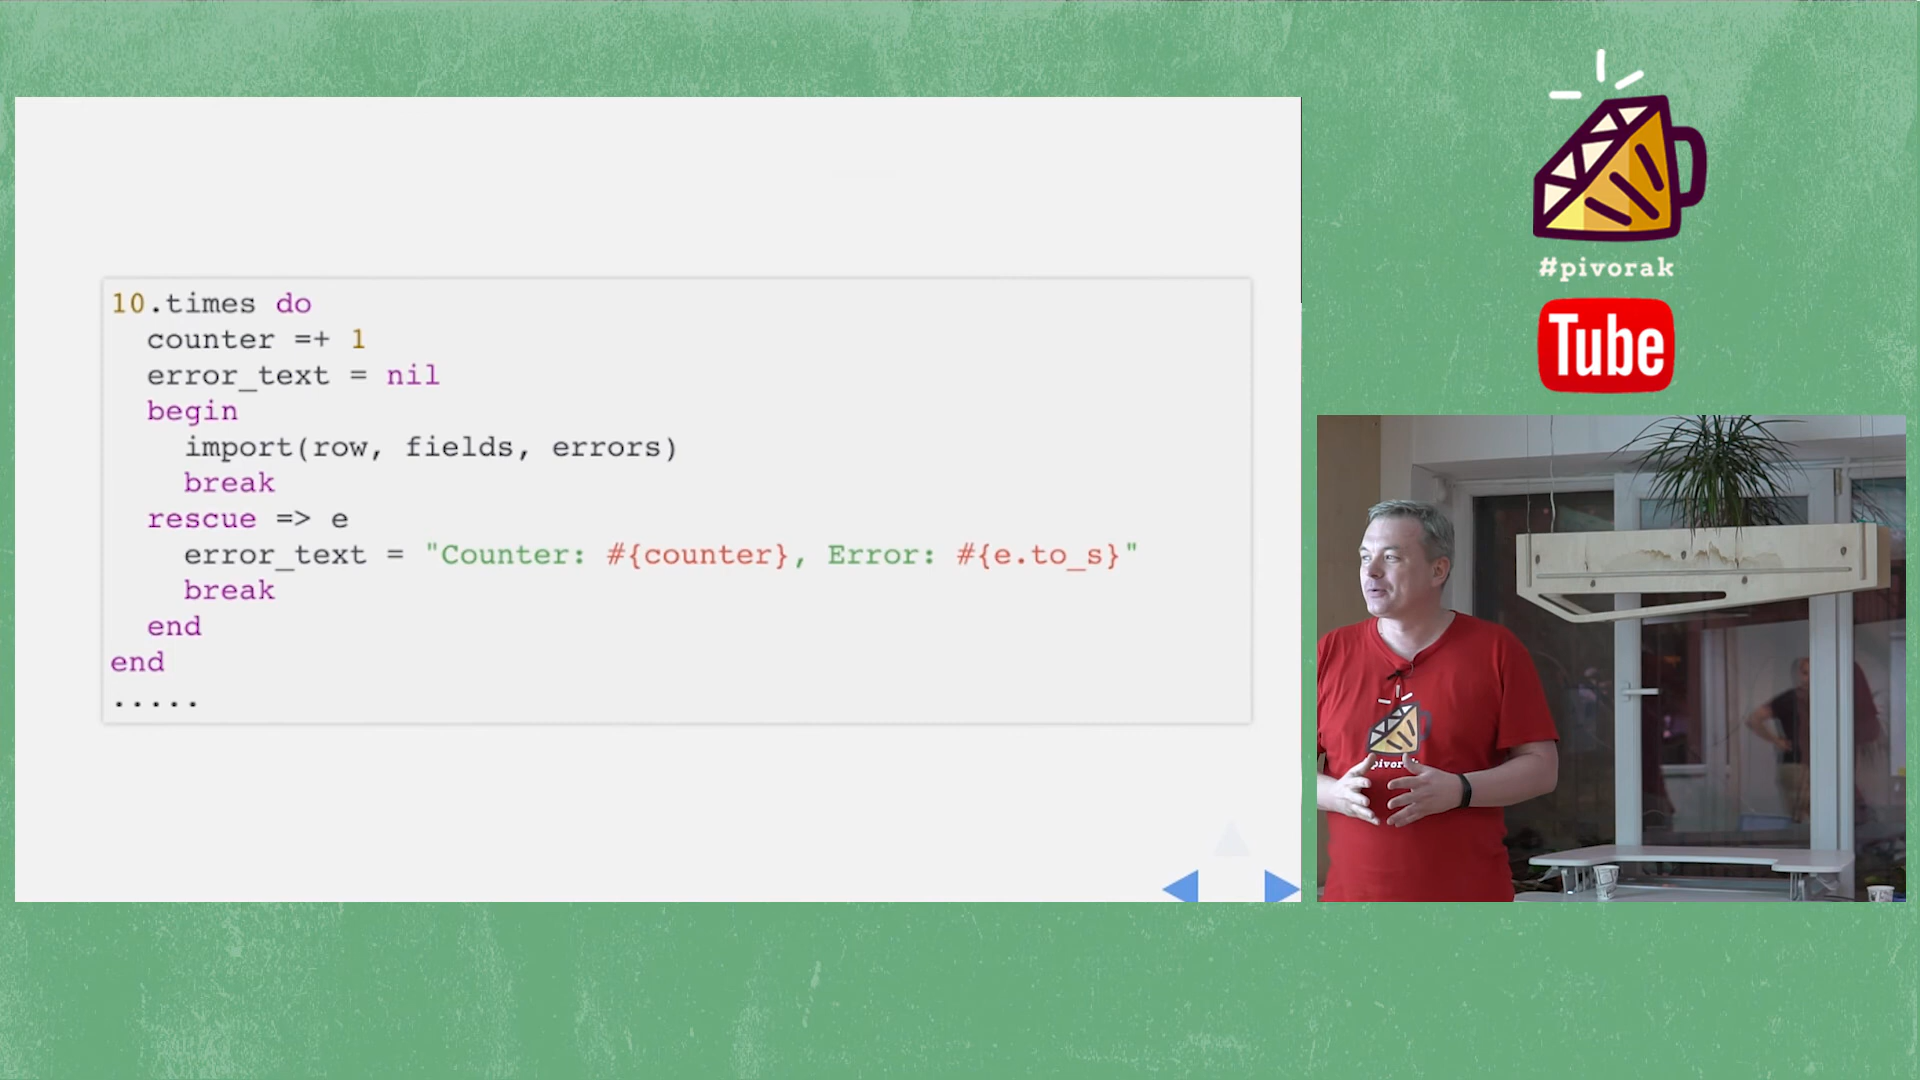 10.times do
counter =+ 1
error_text = nil
begin
import(row, fields, errors)
break
rescue => e
error_text = "Counter: #{counter}, Error: #{e.to_s}"
break
end
end
.....
#pivorak
Tube